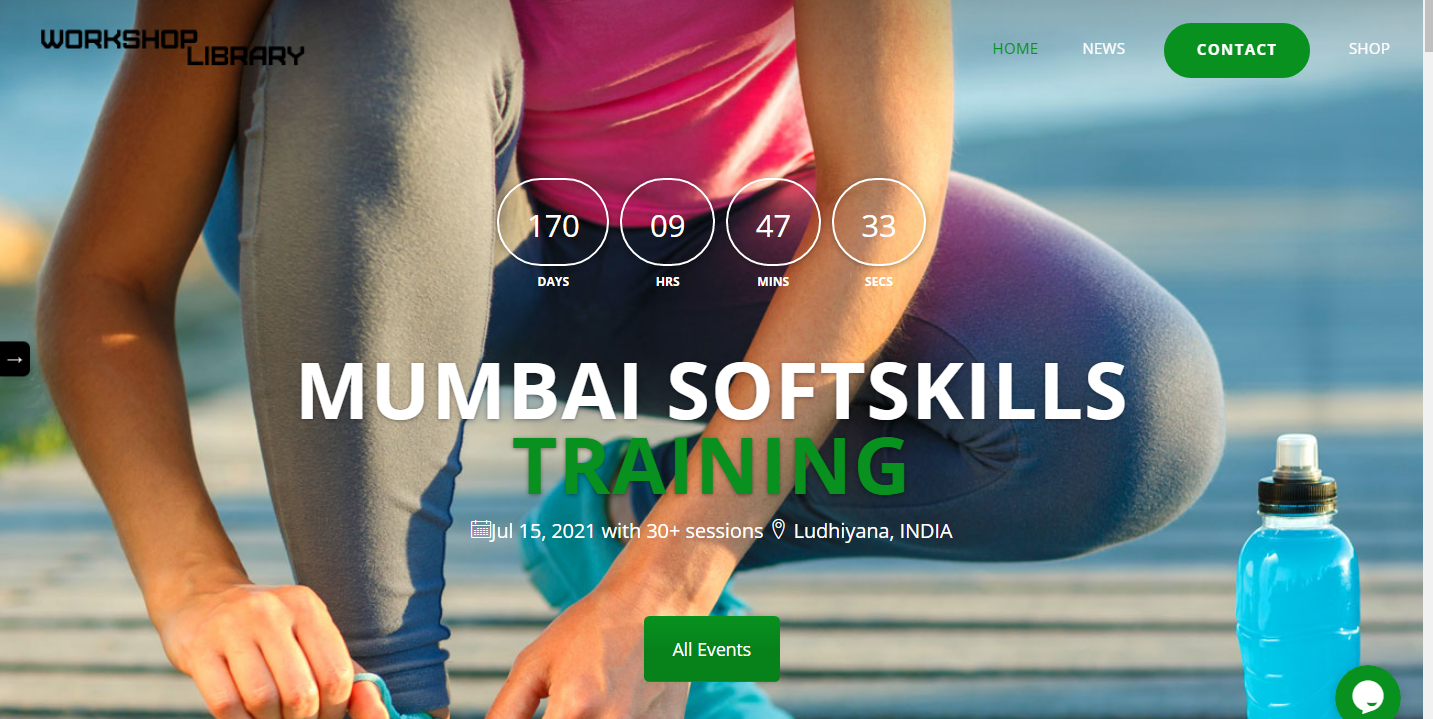 WORKSHOP
LIBRARY
HOME NEWS CONTACT SHOP
170 09 47 33
DAYS HRS MINS SECS
→
MUMBAI SOFTSKILLS
TRAINING
Jul 15, 2021 with 30+ sessions Ludhiyana, INDIA
All Events